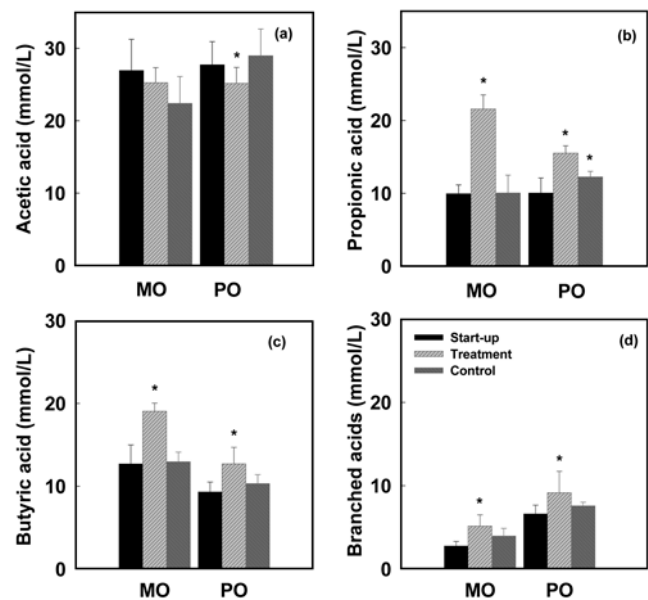 (a)
Acetic acid (mmol/L)
30
20
10
0
*
MO PO
(b)
Propionic acid (mmol/L)
30
20
10
0
*
*
*
MO PO
(c)
Butyric acid (mmol/L)
30
20
10
0
*
*
MO PO
(d)
Branched acids (mmol/L)
30
20
10
0
Start-up
Treatment
Control
*
*
MO PO